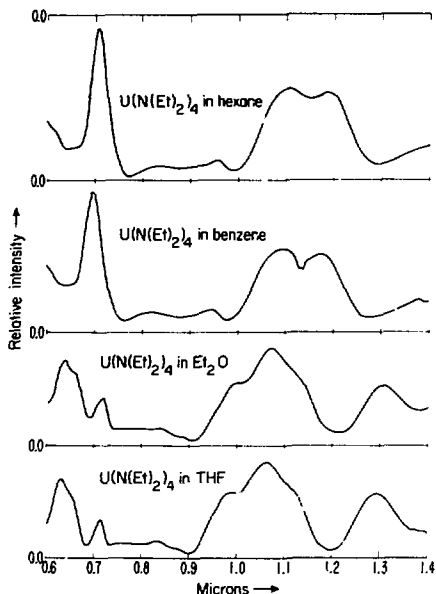 0.0
U(N(Et)2)4 in hexane
0.0
U(N(Et)2)4 in benzene
0.0
U(N(Et)2)4 in Et2O
0.0
U(N(Et)2)4 in THF
0.0
Relative intensity →
0.6 0.7 0.8 0.9 1.0 1.1 1.2 1.3 1.4
Microns →